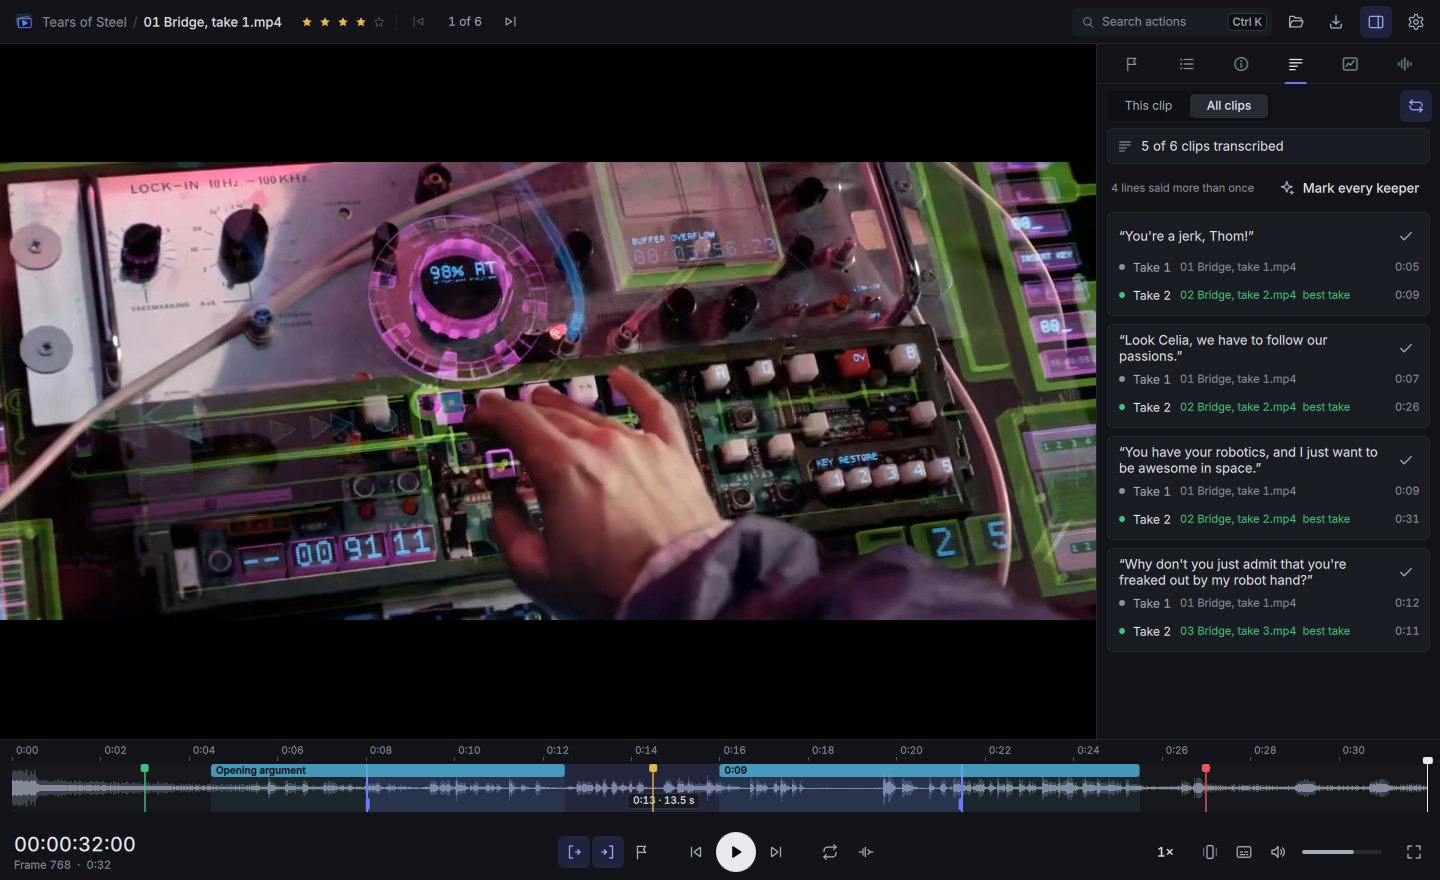 Tears of Steel / 01 Bridge, take 1.mp4
1 of 6
Search actions
Ctrl K
LOCK-IN 10Hz.-100KHz
98% RT
BUFFER OVERFLOW
INSERT KEY
KEY RESTORE
1 2 3 4 5
-- 00 91 11
2 5
This clip
All clips
5 of 6 clips transcribed
4 lines said more than once
Mark every keeper
“You're a jerk, Thom!”
Take 1 01 Bridge, take 1.mp4 0:05
Take 2 02 Bridge, take 2.mp4 best take 0:09
“Look Celia, we have to follow our
passions.”
Take 1 01 Bridge, take 1.mp4 0:07
Take 2 02 Bridge, take 2.mp4 best take 0:26
“You have your robotics, and I just want to
be awesome in space.”
Take 1 01 Bridge, take 1.mp4 0:09
Take 2 02 Bridge, take 2.mp4 best take 0:31
“Why don't you just admit that you're
freaked out by my robot hand?”
Take 1 01 Bridge, take 1.mp4 0:12
Take 2 03 Bridge, take 3.mp4 best take 0:11
0:00 0:02 0:04 0:06 0:08 0:10 0:12 0:14 0:16 0:18 0:20 0:22 0:24 0:26 0:28 0:30
Opening argument
0:09
0:13 · 13.5 s
00:00:32:00
Frame 768 · 0:32
1×